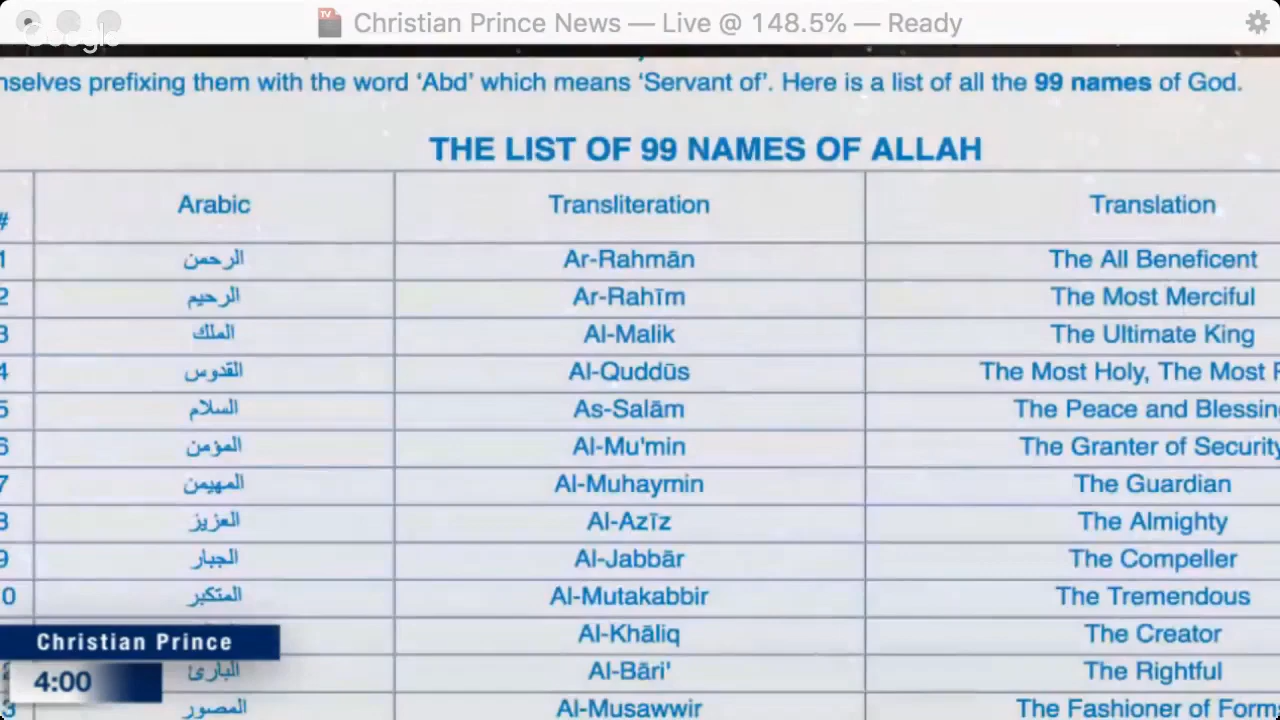 Christian Prince News — Live @ 148.5% — Ready
Google
nselves prefixing them with the word ‘Abd’ which means ‘Servant of’. Here is a list of all the 99 names of God.
THE LIST OF 99 NAMES OF ALLAH
# Arabic Transliteration Translation
1 الرحمن Ar-Rahmān The All Beneficent
2 الرحيم Ar-Rahīm The Most Merciful
3 الملك Al-Malik The Ultimate King
4 القدوس Al-Quddūs The Most Holy, The Most P
5 السلام As-Salām The Peace and Blessing
6 المؤمن Al-Mu'min The Granter of Security
7 المهيمن Al-Muhaymin The Guardian
8 العزيز Al-Azīz The Almighty
9 الجبار Al-Jabbār The Compeller
0 المتكبر Al-Mutakabbir The Tremendous
Al-Khāliq The Creator
2 البارئ Al-Bāri' The Rightful
3 المصور Al-Musawwir The Fashioner of Form
Christian Prince
4:00